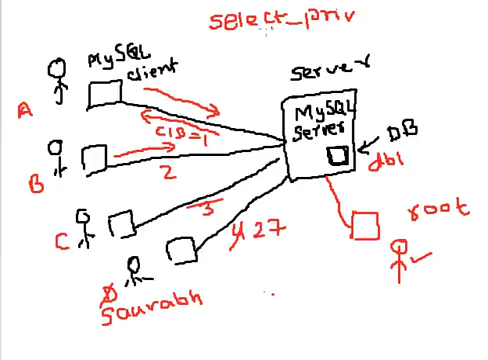 select_priv
MySQL
client
server
MySQL
server
DB
db1
A
CID=1
B
2
C
3
root
4 27
D
Saurabh